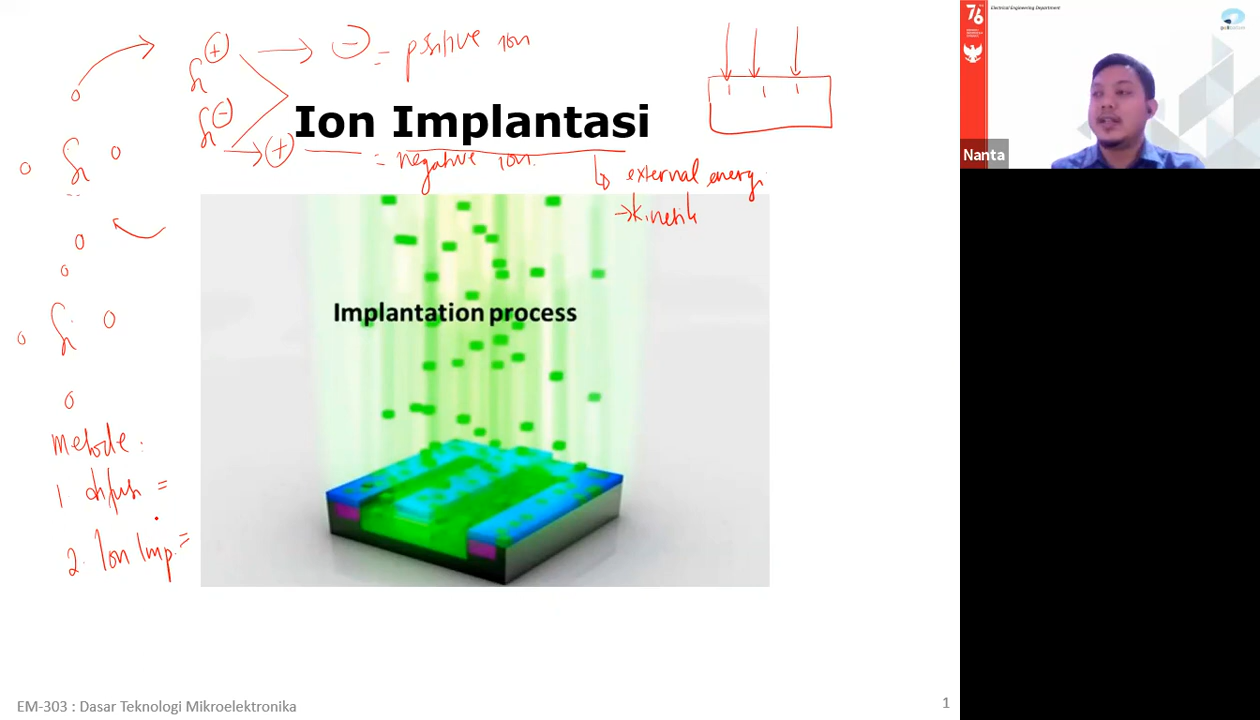 76
Electrical Engineering Department
Si + → - = positive ion
Si -
→ + = negative ion
Ion Implantasi
external energi
→ kinetik
Nanta
Si
Implantation process
Si
Metode :
1 difusi =
2. Ion Imp. =
EM-303 : Dasar Teknologi Mikroelektronika
1